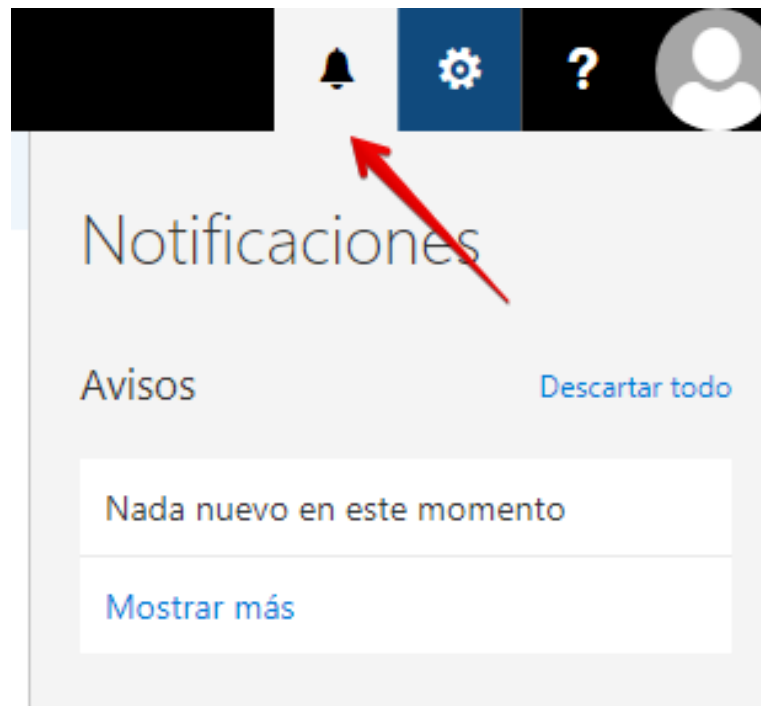 ?
Notificaciones
Avisos
Descartar todo
Nada nuevo en este momento
Mostrar más